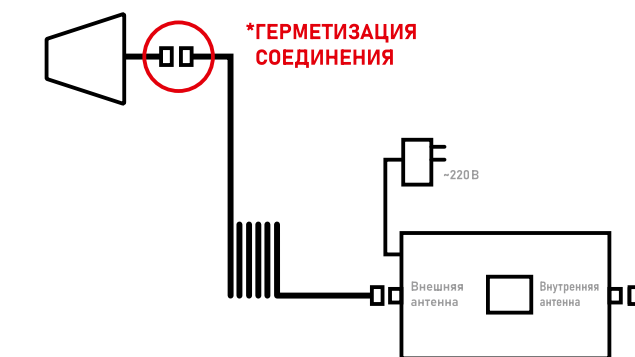 *ГЕРМЕТИЗАЦИЯ
СОЕДИНЕНИЯ
~220 В
Внешняя
антенна
Внутренняя
антенна